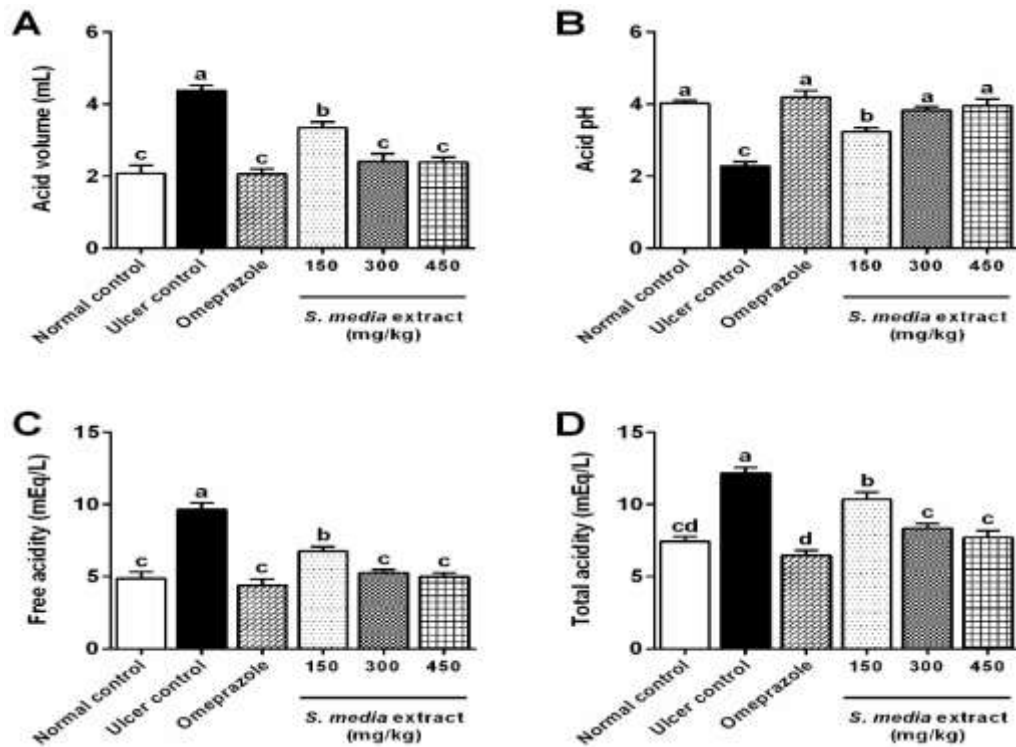 A
Acid volume (mL)
6
4
2
0
c
a
c
b
c
c
Normal control
Ulcer control
Omeprazole
150
300
450
S. media extract
(mg/kg)
B
Acid pH
6
4
2
0
a
c
a
b
a
a
Normal control
Ulcer control
Omeprazole
150
300
450
S. media extract
(mg/kg)
C
Free acidity (mEq/L)
15
10
5
0
c
a
c
b
c
c
Normal control
Ulcer control
Omeprazole
150
300
450
S. media extract
(mg/kg)
D
Total acidity (mEq/L)
15
10
5
0
cd
a
d
b
c
c
Normal control
Ulcer control
Omeprazole
150
300
450
S. media extract
(mg/kg)